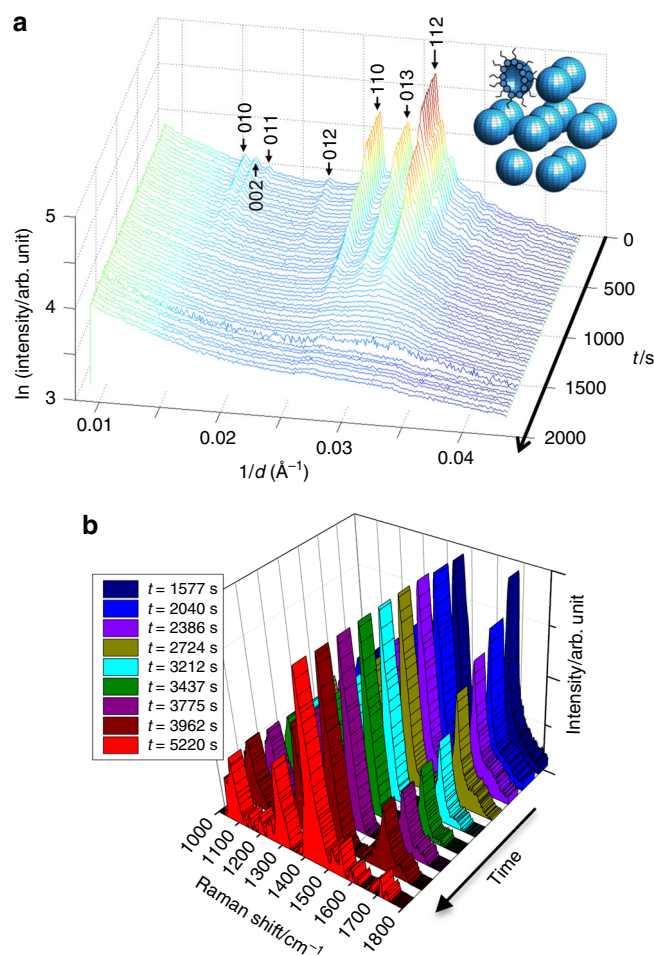 a
112
110
013
010
011
012
002
5
4
3
ln (intensity/arb. unit)
0
500
1000
1500
2000
t/s
0.01
0.02
0.03
0.04
1/d (Å⁻¹)
b
t = 1577 s
t = 2040 s
t = 2386 s
t = 2724 s
t = 3212 s
t = 3437 s
t = 3775 s
t = 3962 s
t = 5220 s
Intensity/arb. unit
Time
1000
1100
1200
1300
1400
1500
1600
1700
1800
Raman shift/cm⁻¹